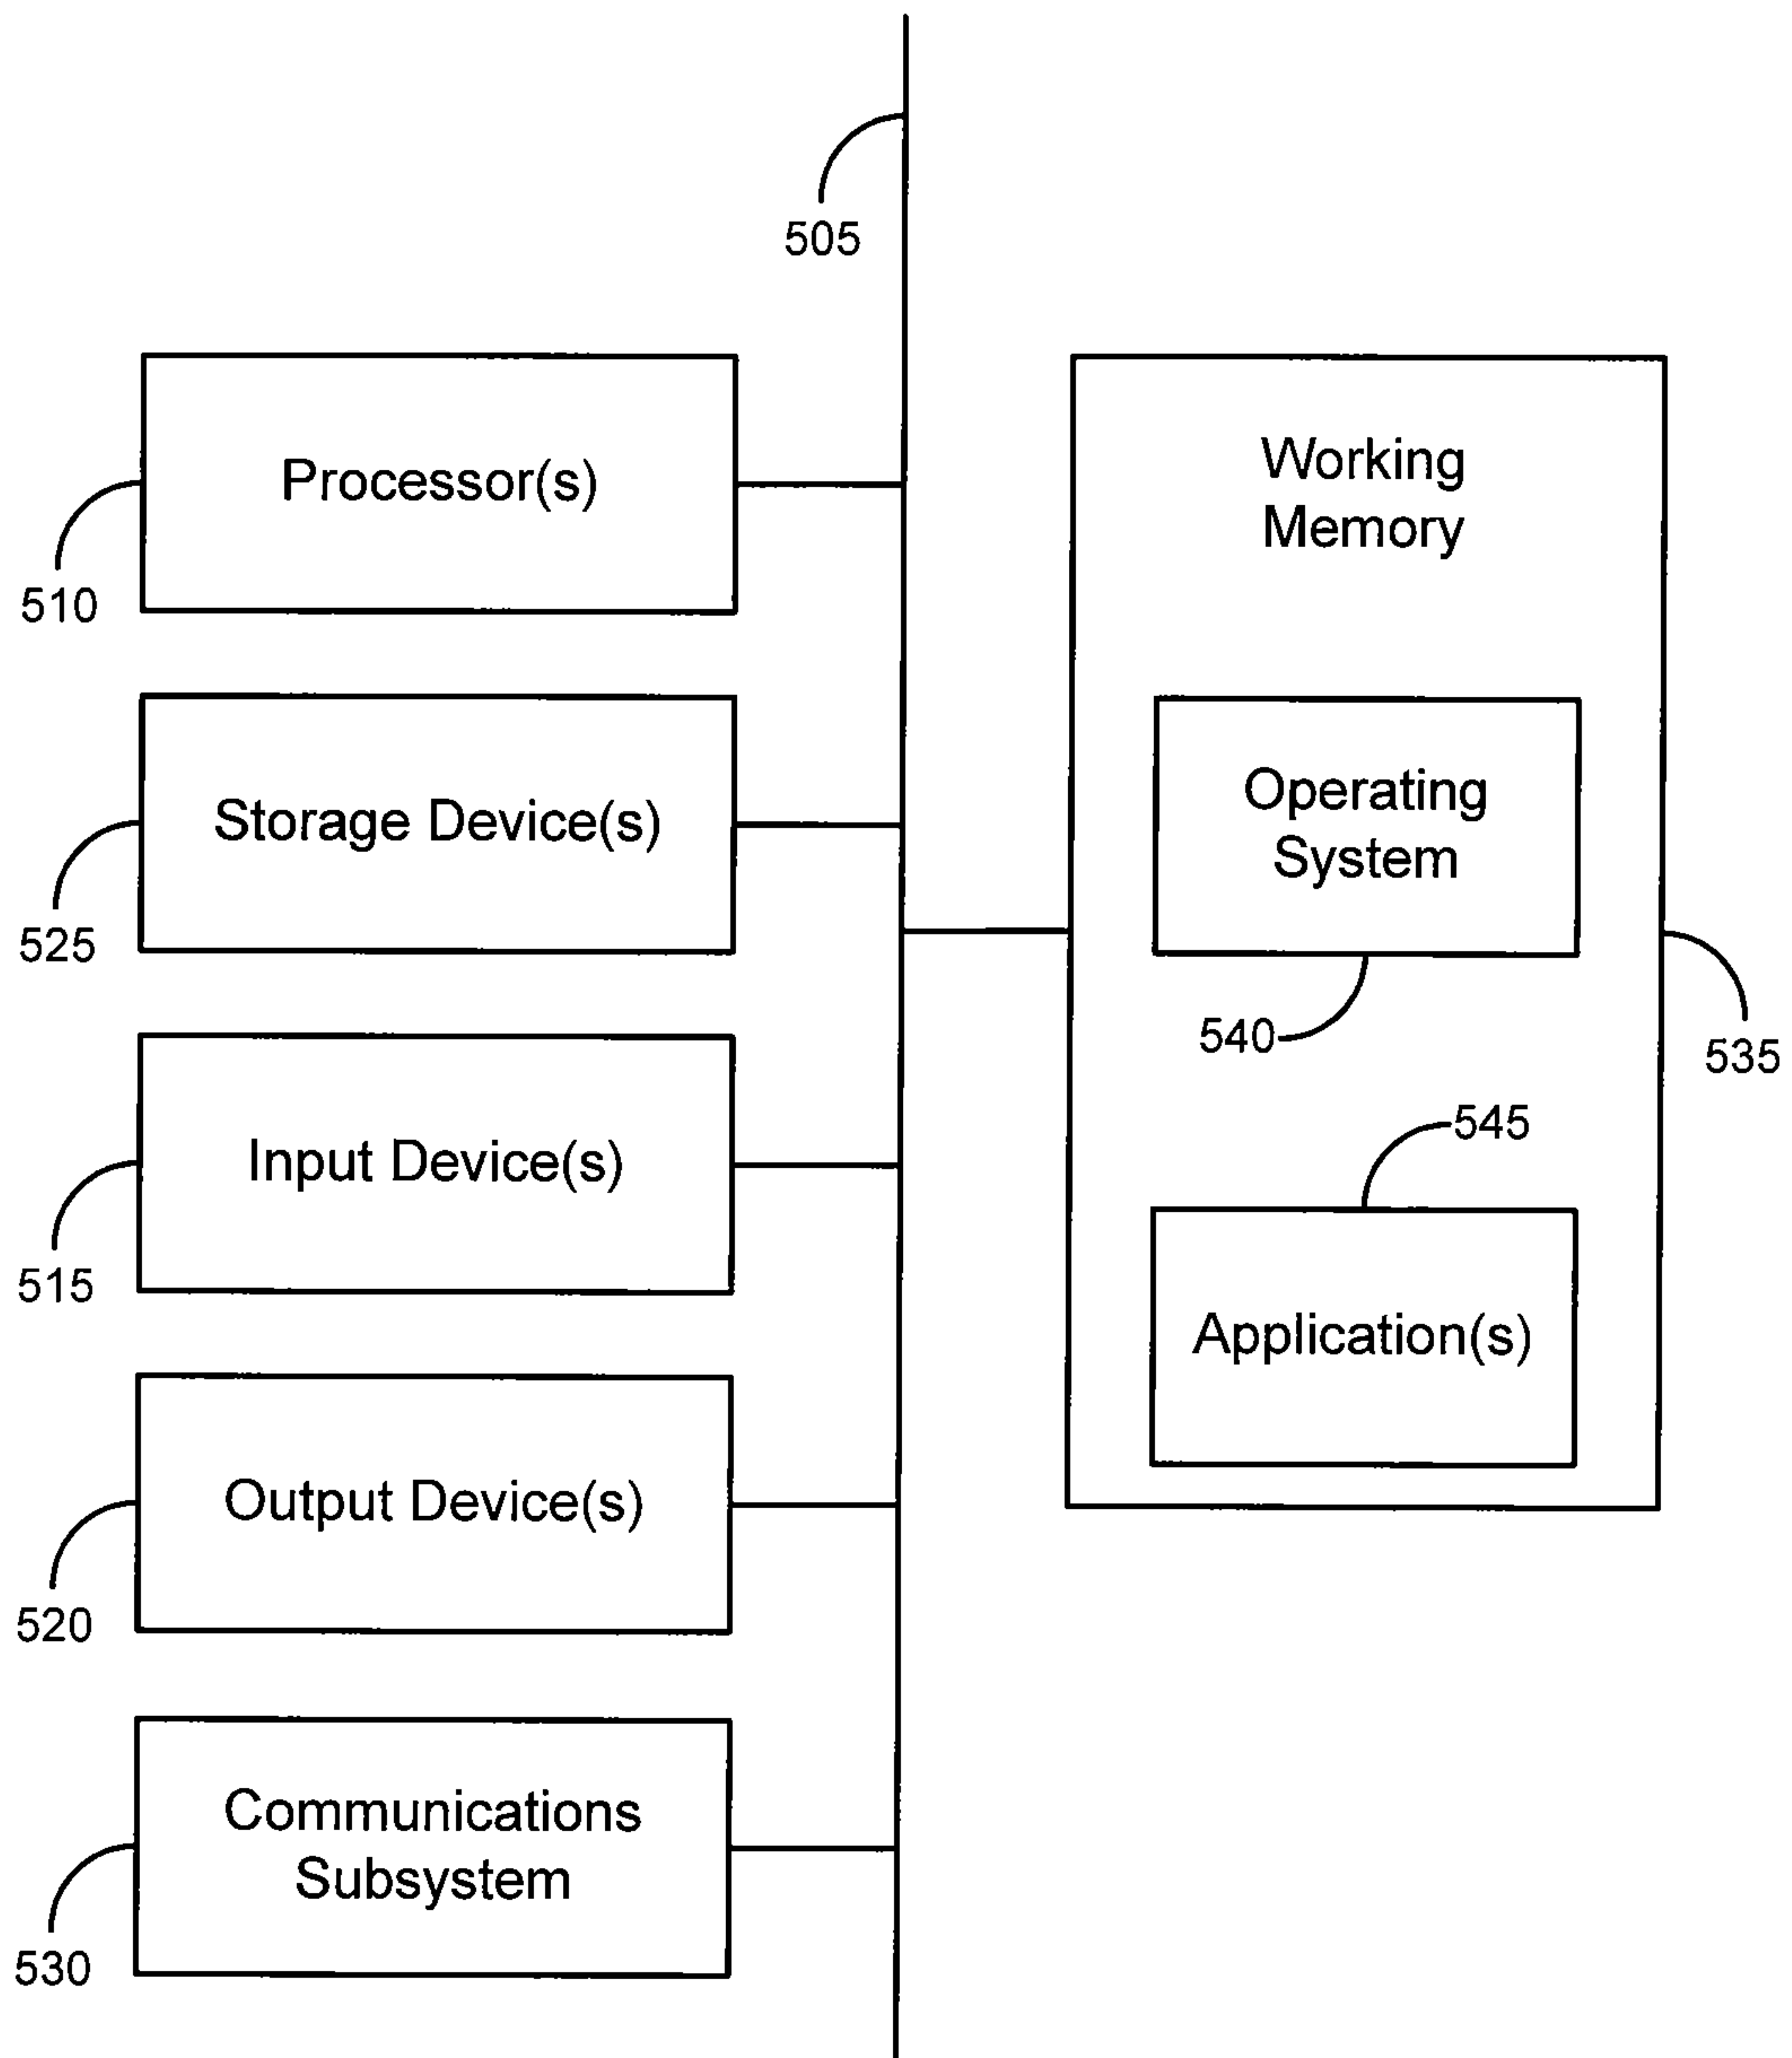 505
Processor(s)
510
Storage Device(s)
525
Input Device(s)
515
Output Device(s)
520
Communications
Subsystem
530
Working
Memory
Operating
System
540
535
545
Application(s)